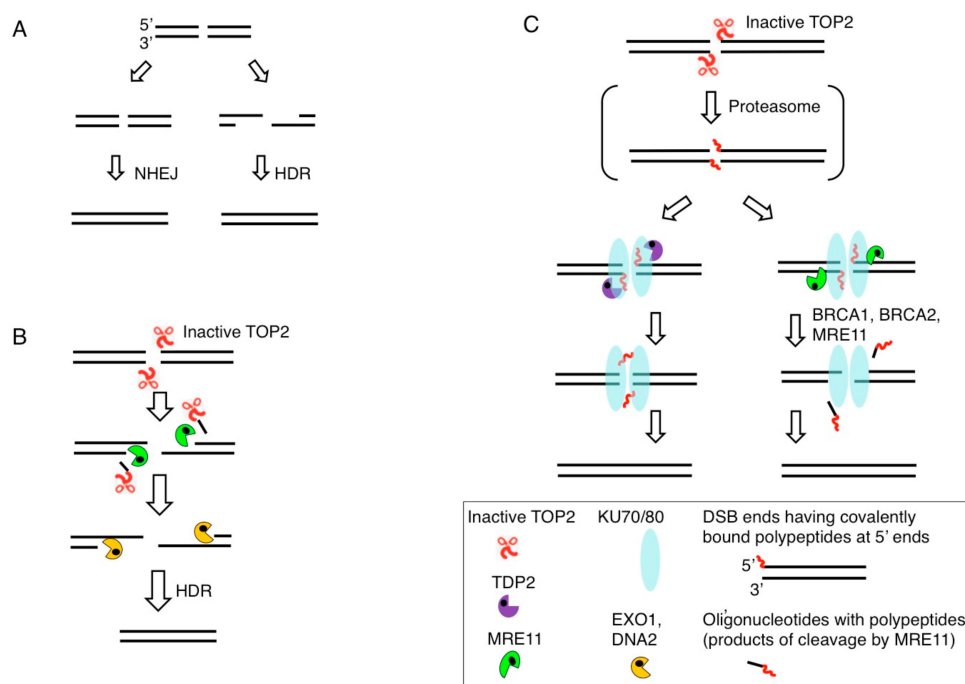 A
5'
3'
NHEJ
HDR
B
Inactive TOP2
HDR
C
Inactive TOP2
Proteasome
BRCA1, BRCA2,
MRE11
Inactive TOP2
TDP2
MRE11
KU70/80
EXO1,
DNA2
DSB ends having covalently
bound polypeptides at 5' ends
5'
3'
Oligonucleotides with polypeptides
(products of cleavage by MRE11)